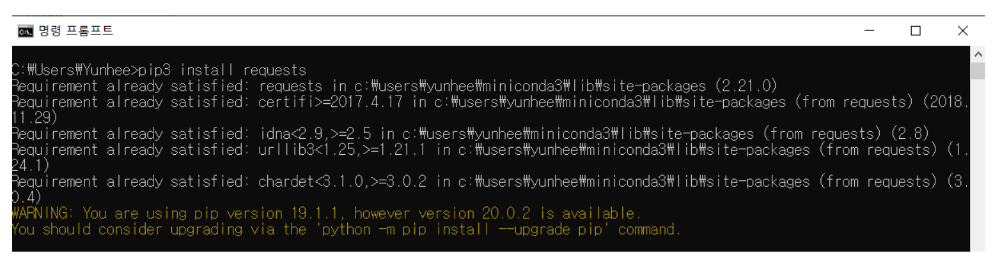 명령 프롬프트
C:₩Users₩Yunhee>pip3 install requests
Requirement already satisfied: requests in c:₩users₩yunhee₩miniconda3₩lib₩site-packages (2.21.0)
Requirement already satisfied: certifi>=2017.4.17 in c:₩users₩yunhee₩miniconda3₩lib₩site-packages (from requests) (2018.
11.29)
Requirement already satisfied: idna<2.9,>=2.5 in c:₩users₩yunhee₩miniconda3₩lib₩site-packages (from requests) (2.8)
Requirement already satisfied: urllib3<1.25,>=1.21.1 in c:₩users₩yunhee₩miniconda3₩lib₩site-packages (from requests) (1.
24.1)
Requirement already satisfied: chardet<3.1.0,>=3.0.2 in c:₩users₩yunhee₩miniconda3₩lib₩site-packages (from requests) (3.
0.4)
WARNING: You are using pip version 19.1.1, however version 20.0.2 is available.
You should consider upgrading via the 'python -m pip install --upgrade pip' command.